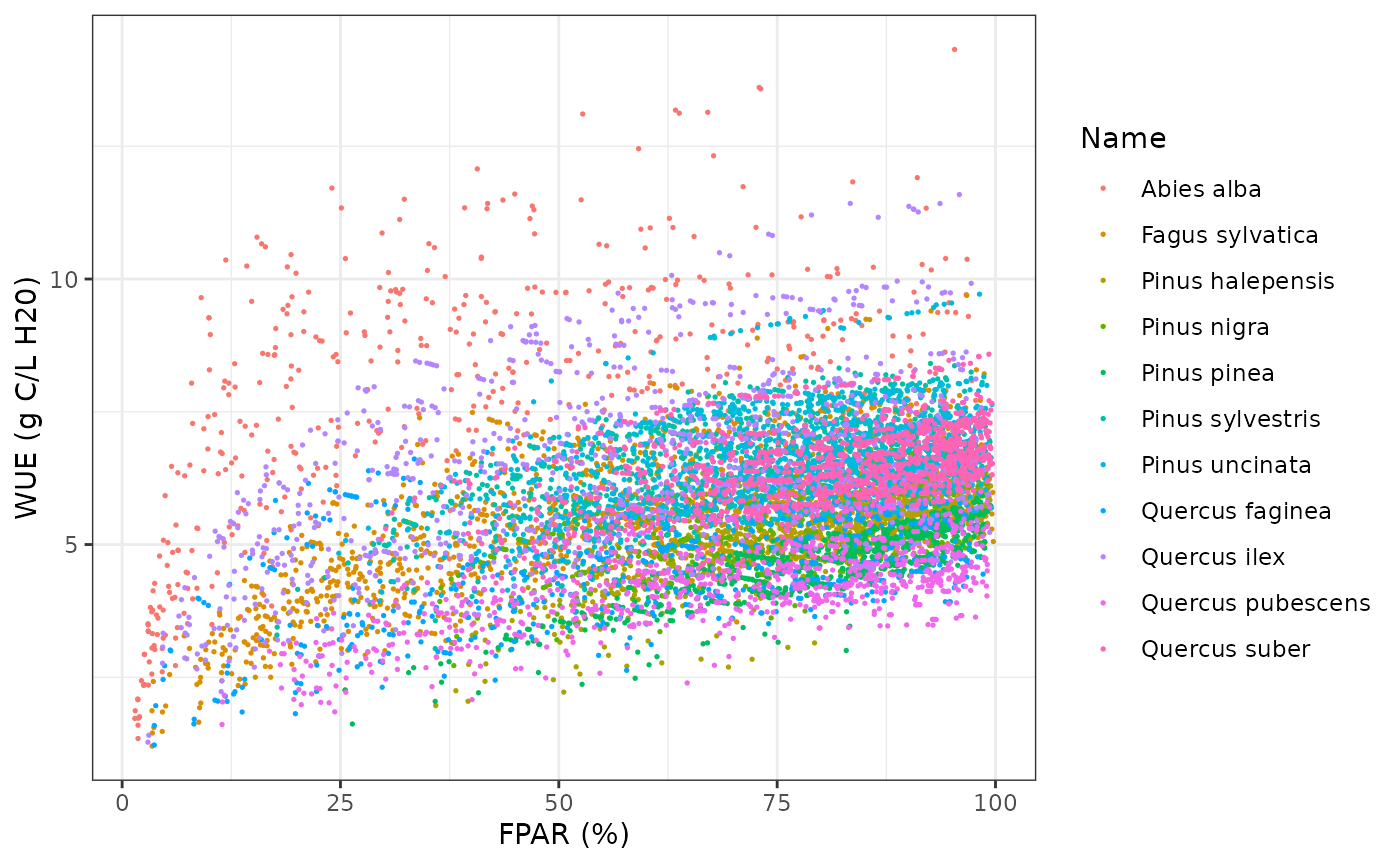 WUE (g C/L H20)
10
5
0
25
50
75
100
FPAR (%)
Name
Abies alba
Fagus sylvatica
Pinus halepensis
Pinus nigra
Pinus pinea
Pinus sylvestris
Pinus uncinata
Quercus faginea
Quercus ilex
Quercus pubescens
Quercus suber